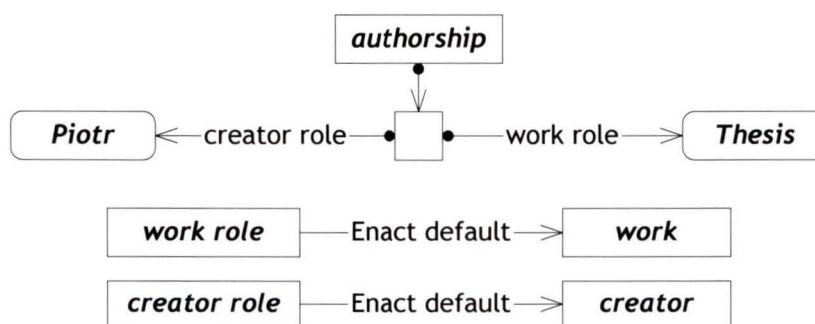 authorship
Piotr creator role work role Thesis
work role Enact default work
creator role Enact default creator